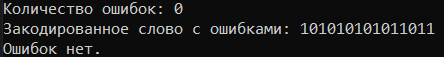 Количество ошибок: 0
Закодированное слово с ошибками: 101010101011011
Ошибок нет.